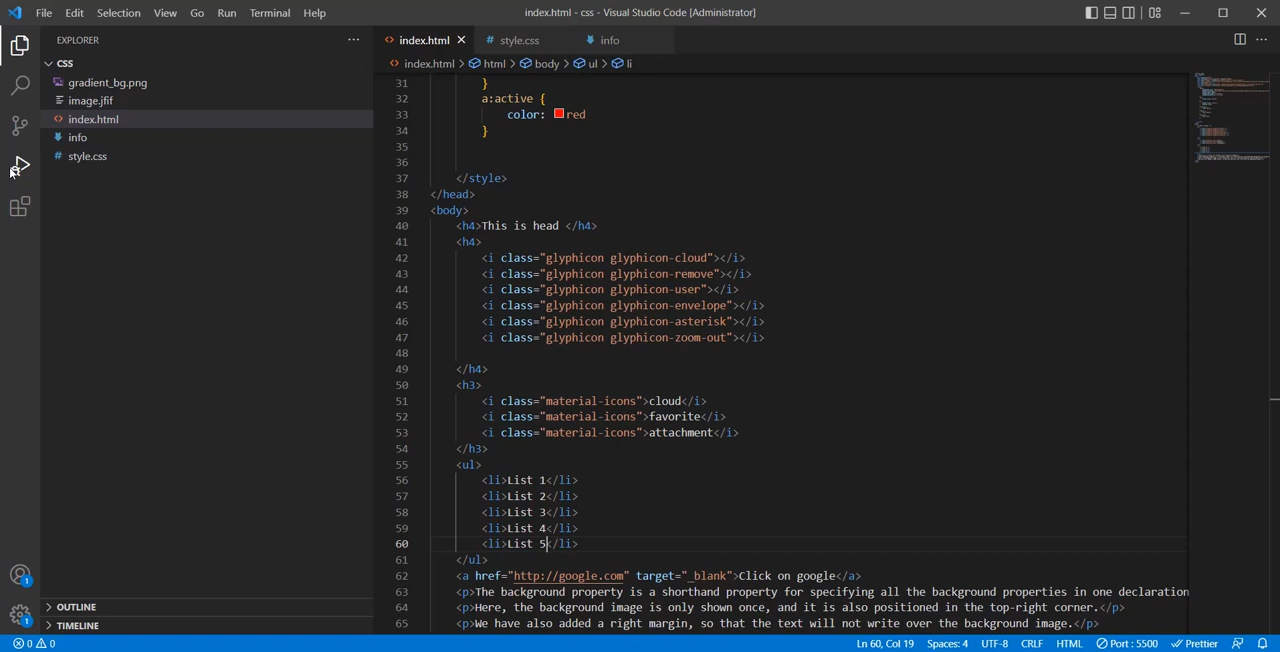 File Edit Selection View Go Run Terminal Help index.html - css - Visual Studio Code [Administrator]
EXPLORER ...
CSS
gradient_bg.png
image.jfif
index.html
info
style.css
OUTLINE
TIMELINE
index.html style.css info
index.html > html > body > ul > li
31 }
32 a:active {
33 color: red
34 }
35
36
37 </style>
38 </head>
39 <body>
40 <h4>This is head </h4>
41 <h4>
42 <i class="glyphicon glyphicon-cloud"></i>
43 <i class="glyphicon glyphicon-remove"></i>
44 <i class="glyphicon glyphicon-user"></i>
45 <i class="glyphicon glyphicon-envelope"></i>
46 <i class="glyphicon glyphicon-asterisk"></i>
47 <i class="glyphicon glyphicon-zoom-out"></i>
48
49 </h4>
50 <h3>
51 <i class="material-icons">cloud</i>
52 <i class="material-icons">favorite</i>
53 <i class="material-icons">attachment</i>
54 </h3>
55 <ul>
56 <li>List 1</li>
57 <li>List 2</li>
58 <li>List 3</li>
59 <li>List 4</li>
60 <li>List 5</li>
61 </ul>
62 <a href="http://google.com" target="_blank">Click on google</a>
63 <p>The background property is a shorthand property for specifying all the background properties in one declaration
64 <p>Here, the background image is only shown once, and it is also positioned in the top-right corner.</p>
65 <p>We have also added a right margin, so that the text will not write over the background image.</p>
1
1
0 0 Ln 60, Col 19 Spaces: 4 UTF-8 CRLF HTML Port : 5500 Prettier